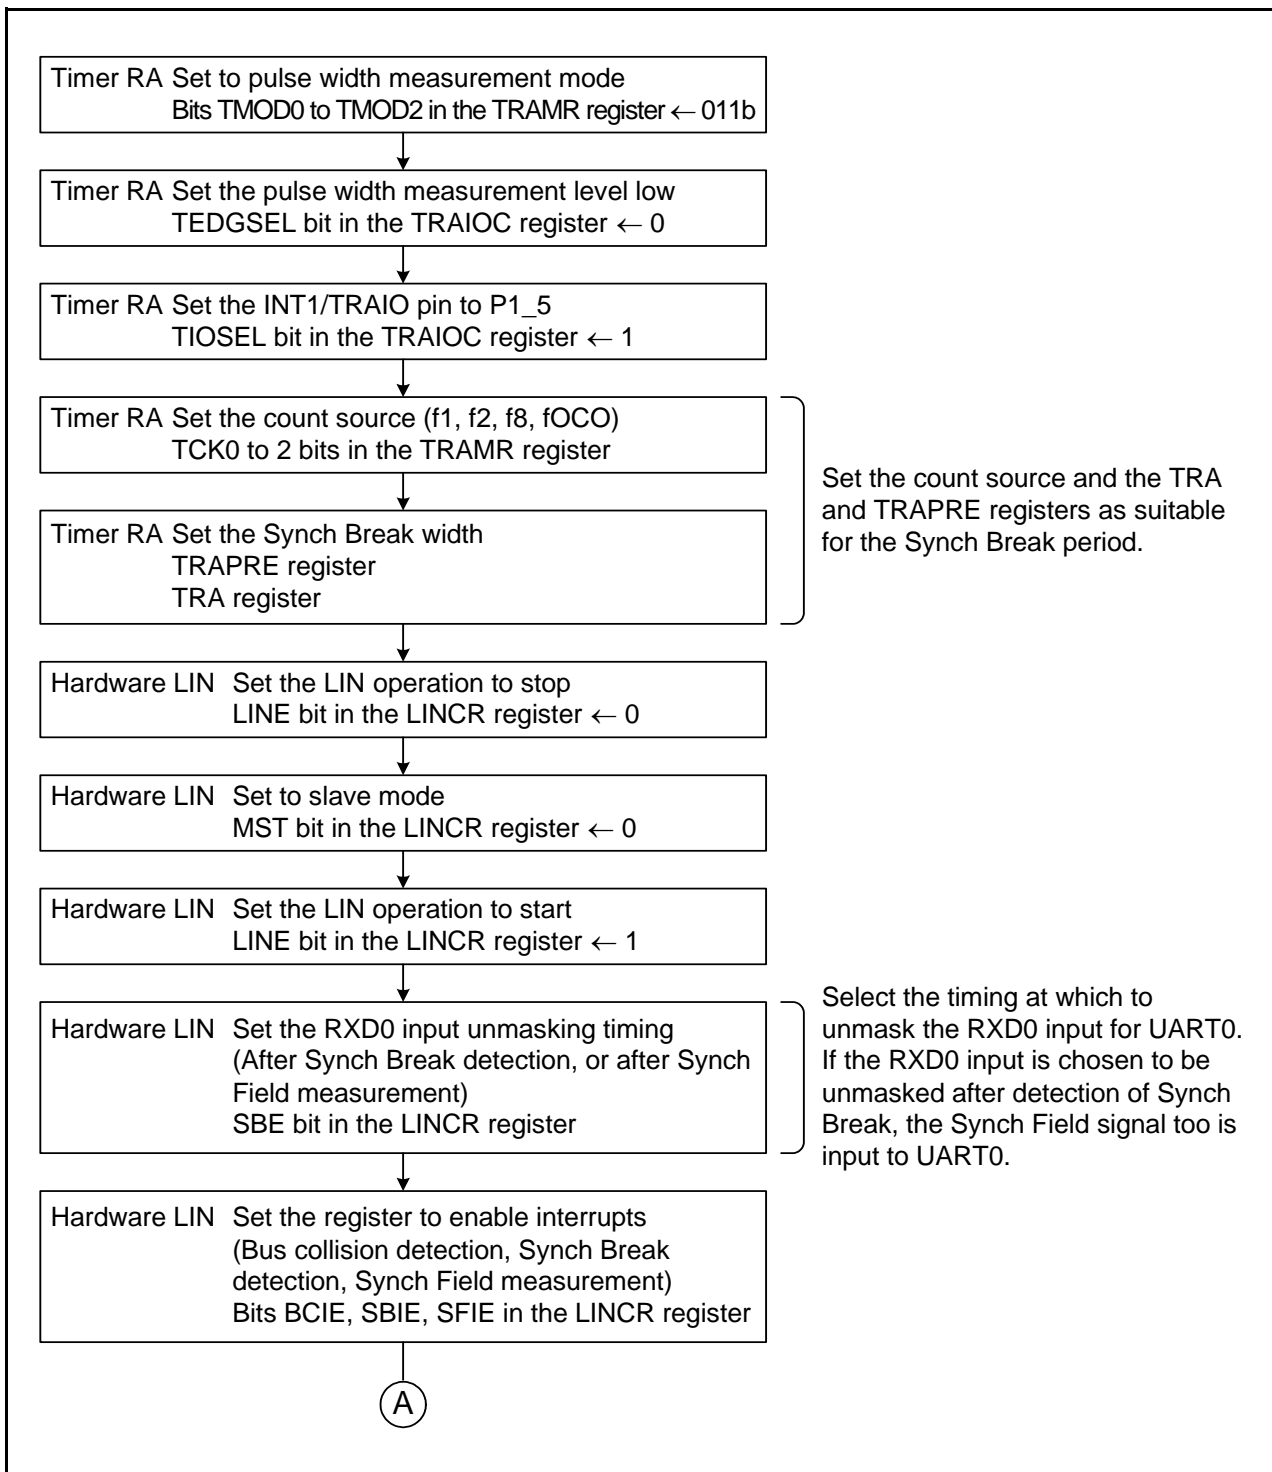 Timer RA Set to pulse width measurement mode
Bits TMOD0 to TMOD2 in the TRAMR register ← 011b
Timer RA Set the pulse width measurement level low
TEDGSEL bit in the TRAIOC register ← 0
Timer RA Set the INT1/TRAIO pin to P1_5
TIOSEL bit in the TRAIOC register ← 1
Timer RA Set the count source (f1, f2, f8, fOCO)
TCK0 to 2 bits in the TRAMR register
Timer RA Set the Synch Break width
TRAPRE register
TRA register
Set the count source and the TRA
and TRAPRE registers as suitable
for the Synch Break period.
Hardware LIN Set the LIN operation to stop
LINE bit in the LINCR register ← 0
Hardware LIN Set to slave mode
MST bit in the LINCR register ← 0
Hardware LIN Set the LIN operation to start
LINE bit in the LINCR register ← 1
Hardware LIN Set the RXD0 input unmasking timing
(After Synch Break detection, or after Synch
Field measurement)
SBE bit in the LINCR register
Select the timing at which to
unmask the RXD0 input for UART0.
If the RXD0 input is chosen to be
unmasked after detection of Synch
Break, the Synch Field signal too is
input to UART0.
Hardware LIN Set the register to enable interrupts
(Bus collision detection, Synch Break
detection, Synch Field measurement)
Bits BCIE, SBIE, SFIE in the LINCR register
A